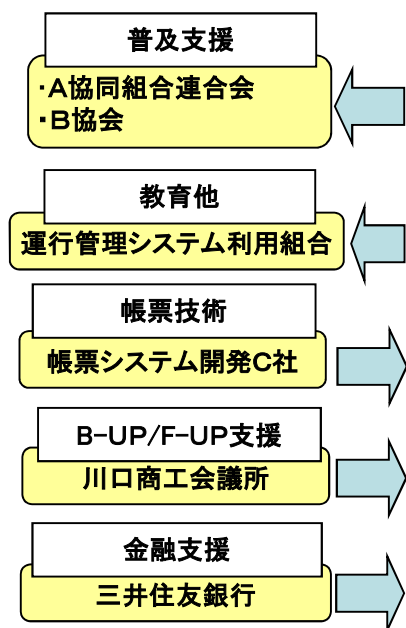 普及支援
・A協同組合連合会
・B協会
教育他
運行管理システム利用組合
帳票技術
帳票システム開発C社
B-UP/F-UP支援
川口商工会議所
金融支援
三井住友銀行